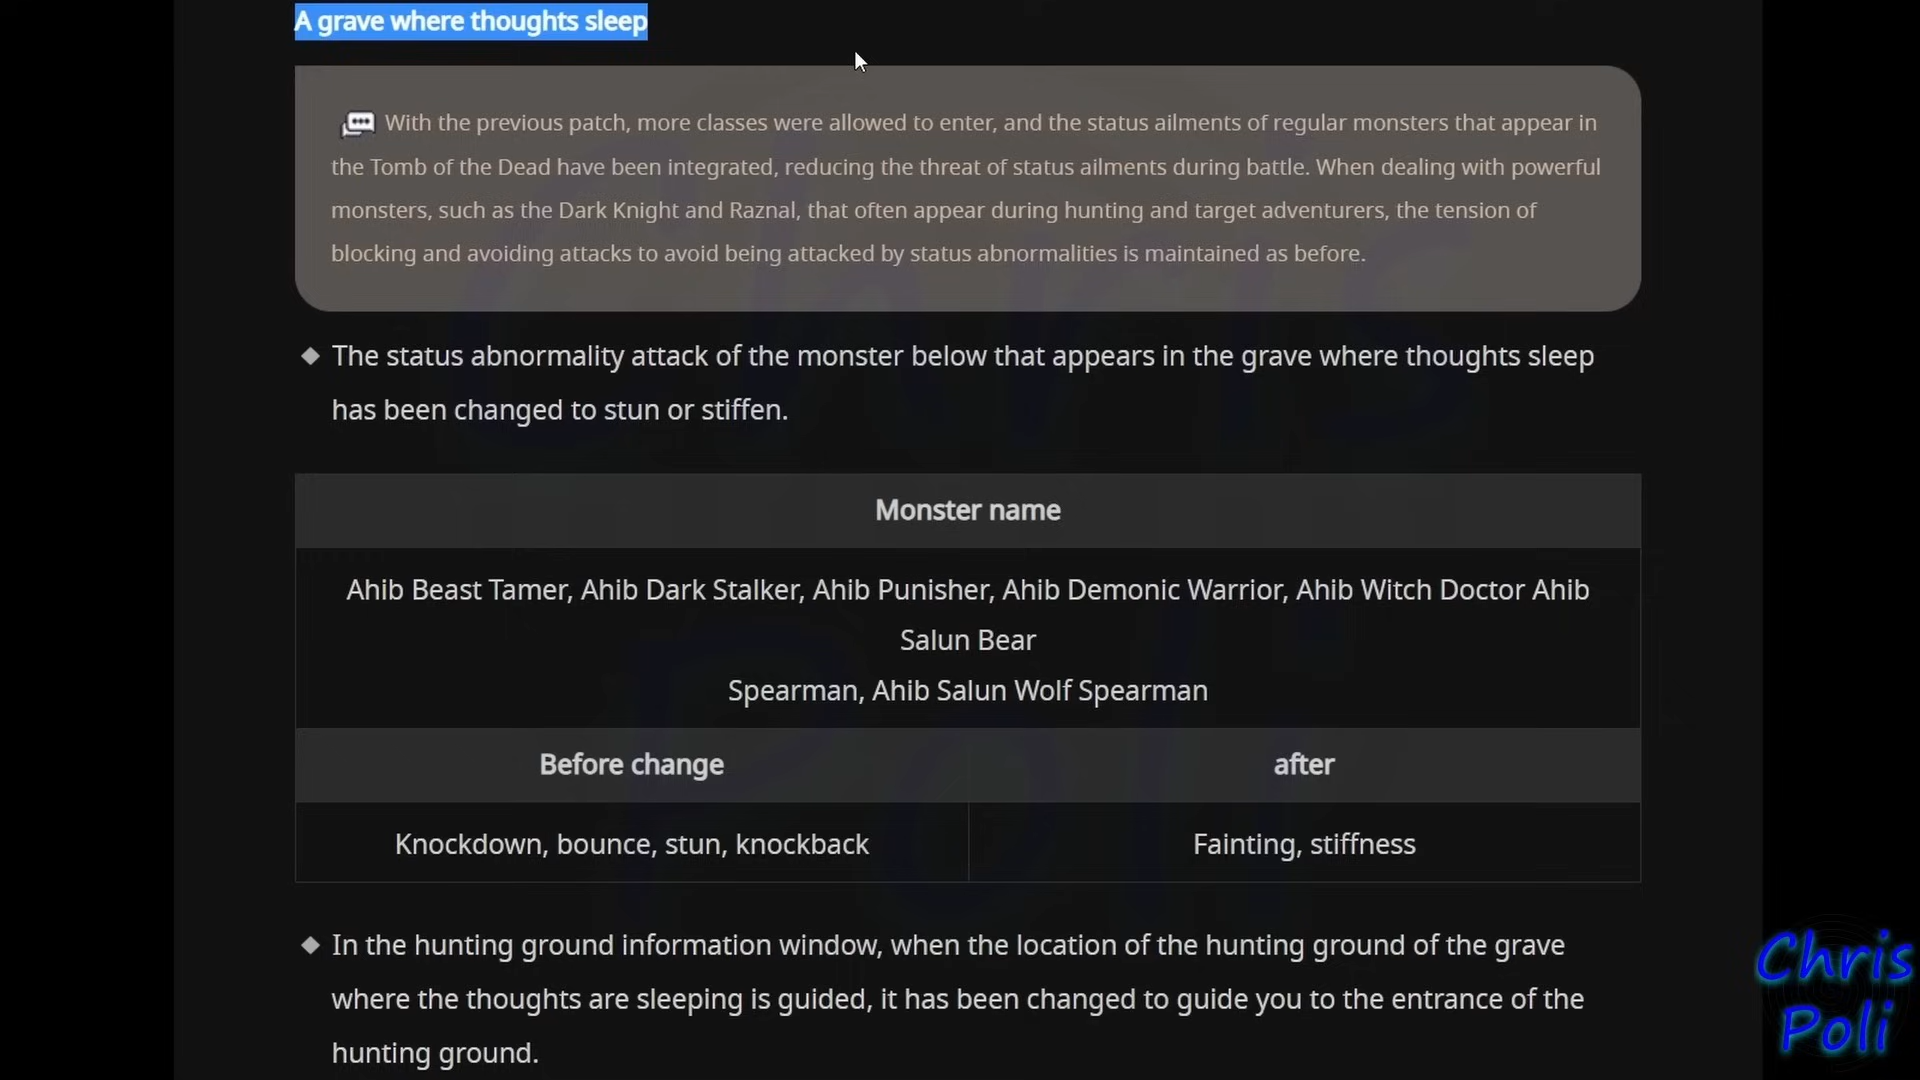 A grave where thoughts sleep
With the previous patch, more classes were allowed to enter, and the status ailments of regular monsters that appear in
the Tomb of the Dead have been integrated, reducing the threat of status ailments during battle. When dealing with powerful
monsters, such as the Dark Knight and Raznal, that often appear during hunting and target adventurers, the tension of
blocking and avoiding attacks to avoid being attacked by status abnormalities is maintained as before.
The status abnormality attack of the monster below that appears in the grave where thoughts sleep
has been changed to stun or stiffen.
Monster name
Ahib Beast Tamer, Ahib Dark Stalker, Ahib Punisher, Ahib Demonic Warrior, Ahib Witch Doctor Ahib
Salun Bear
Spearman, Ahib Salun Wolf Spearman
Before change
after
Knockdown, bounce, stun, knockback
Fainting, stiffness
In the hunting ground information window, when the location of the hunting ground of the grave
where the thoughts are sleeping is guided, it has been changed to guide you to the entrance of the
hunting ground.
Chris
Poli
Chris
Poli